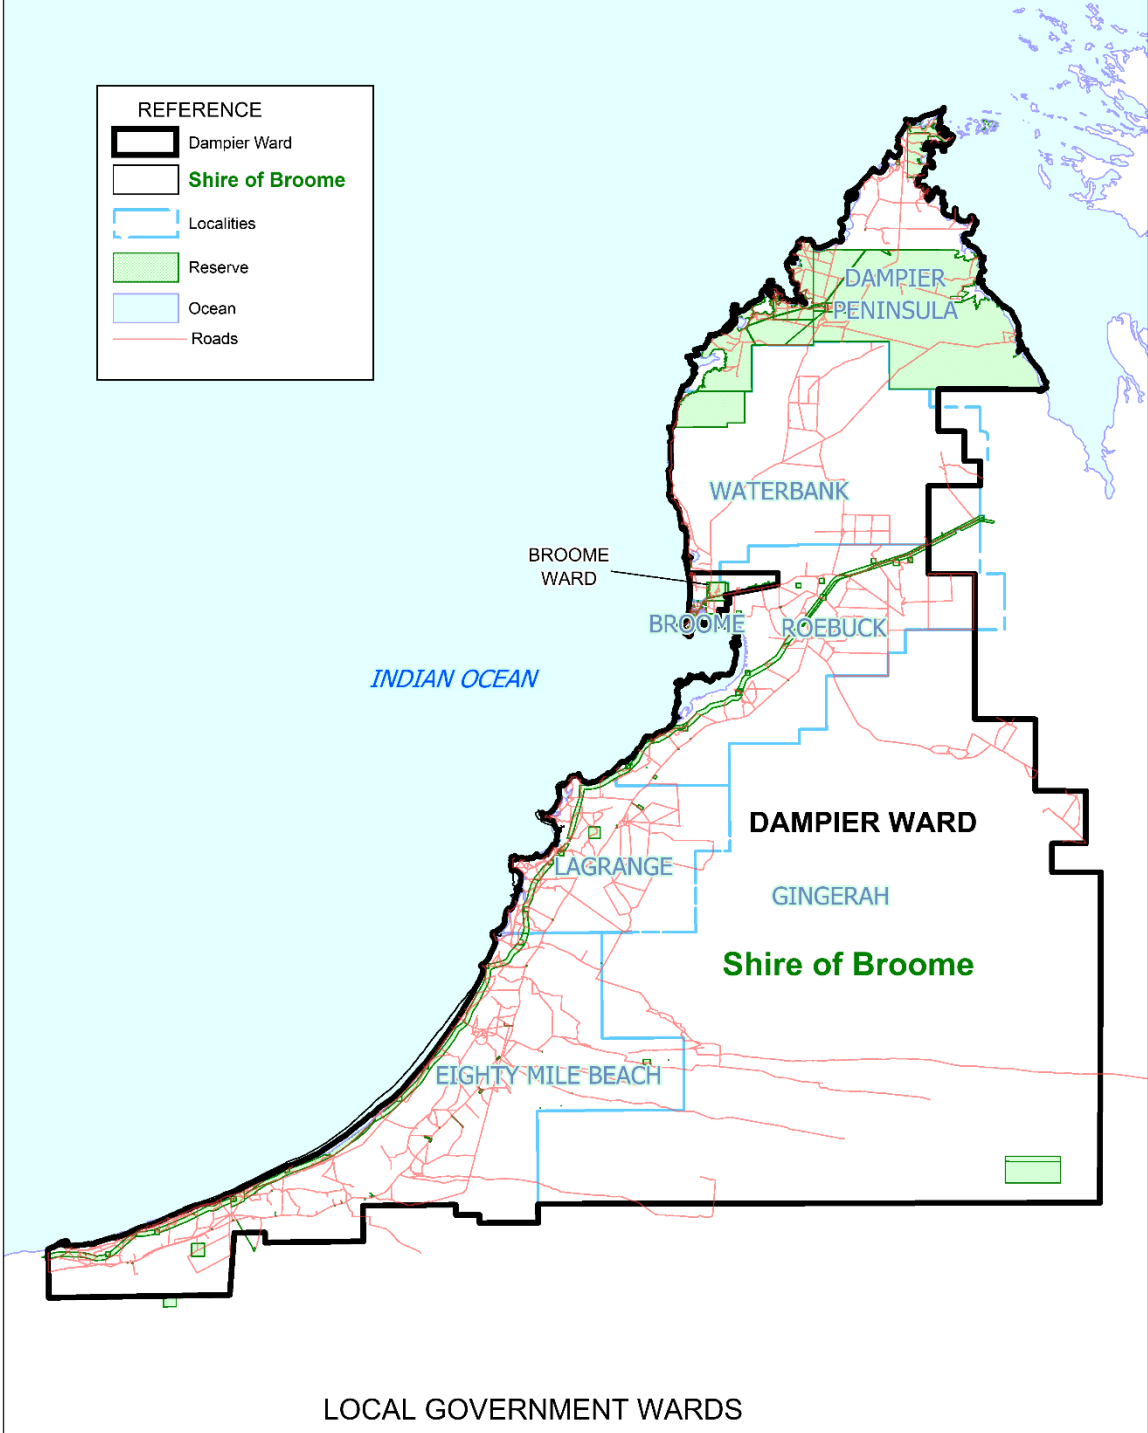 REFERENCE
Dampier Ward
Shire of Broome
Localities
Reserve
Ocean
Roads
DAMPIER
PENINSULA
WATERBANK
BROOME
WARD
BROOME
ROEBUCK
INDIAN OCEAN
DAMPIER WARD
LAGRANGE
GINGERAH
Shire of Broome
EIGHTY MILE BEACH
LOCAL GOVERNMENT WARDS